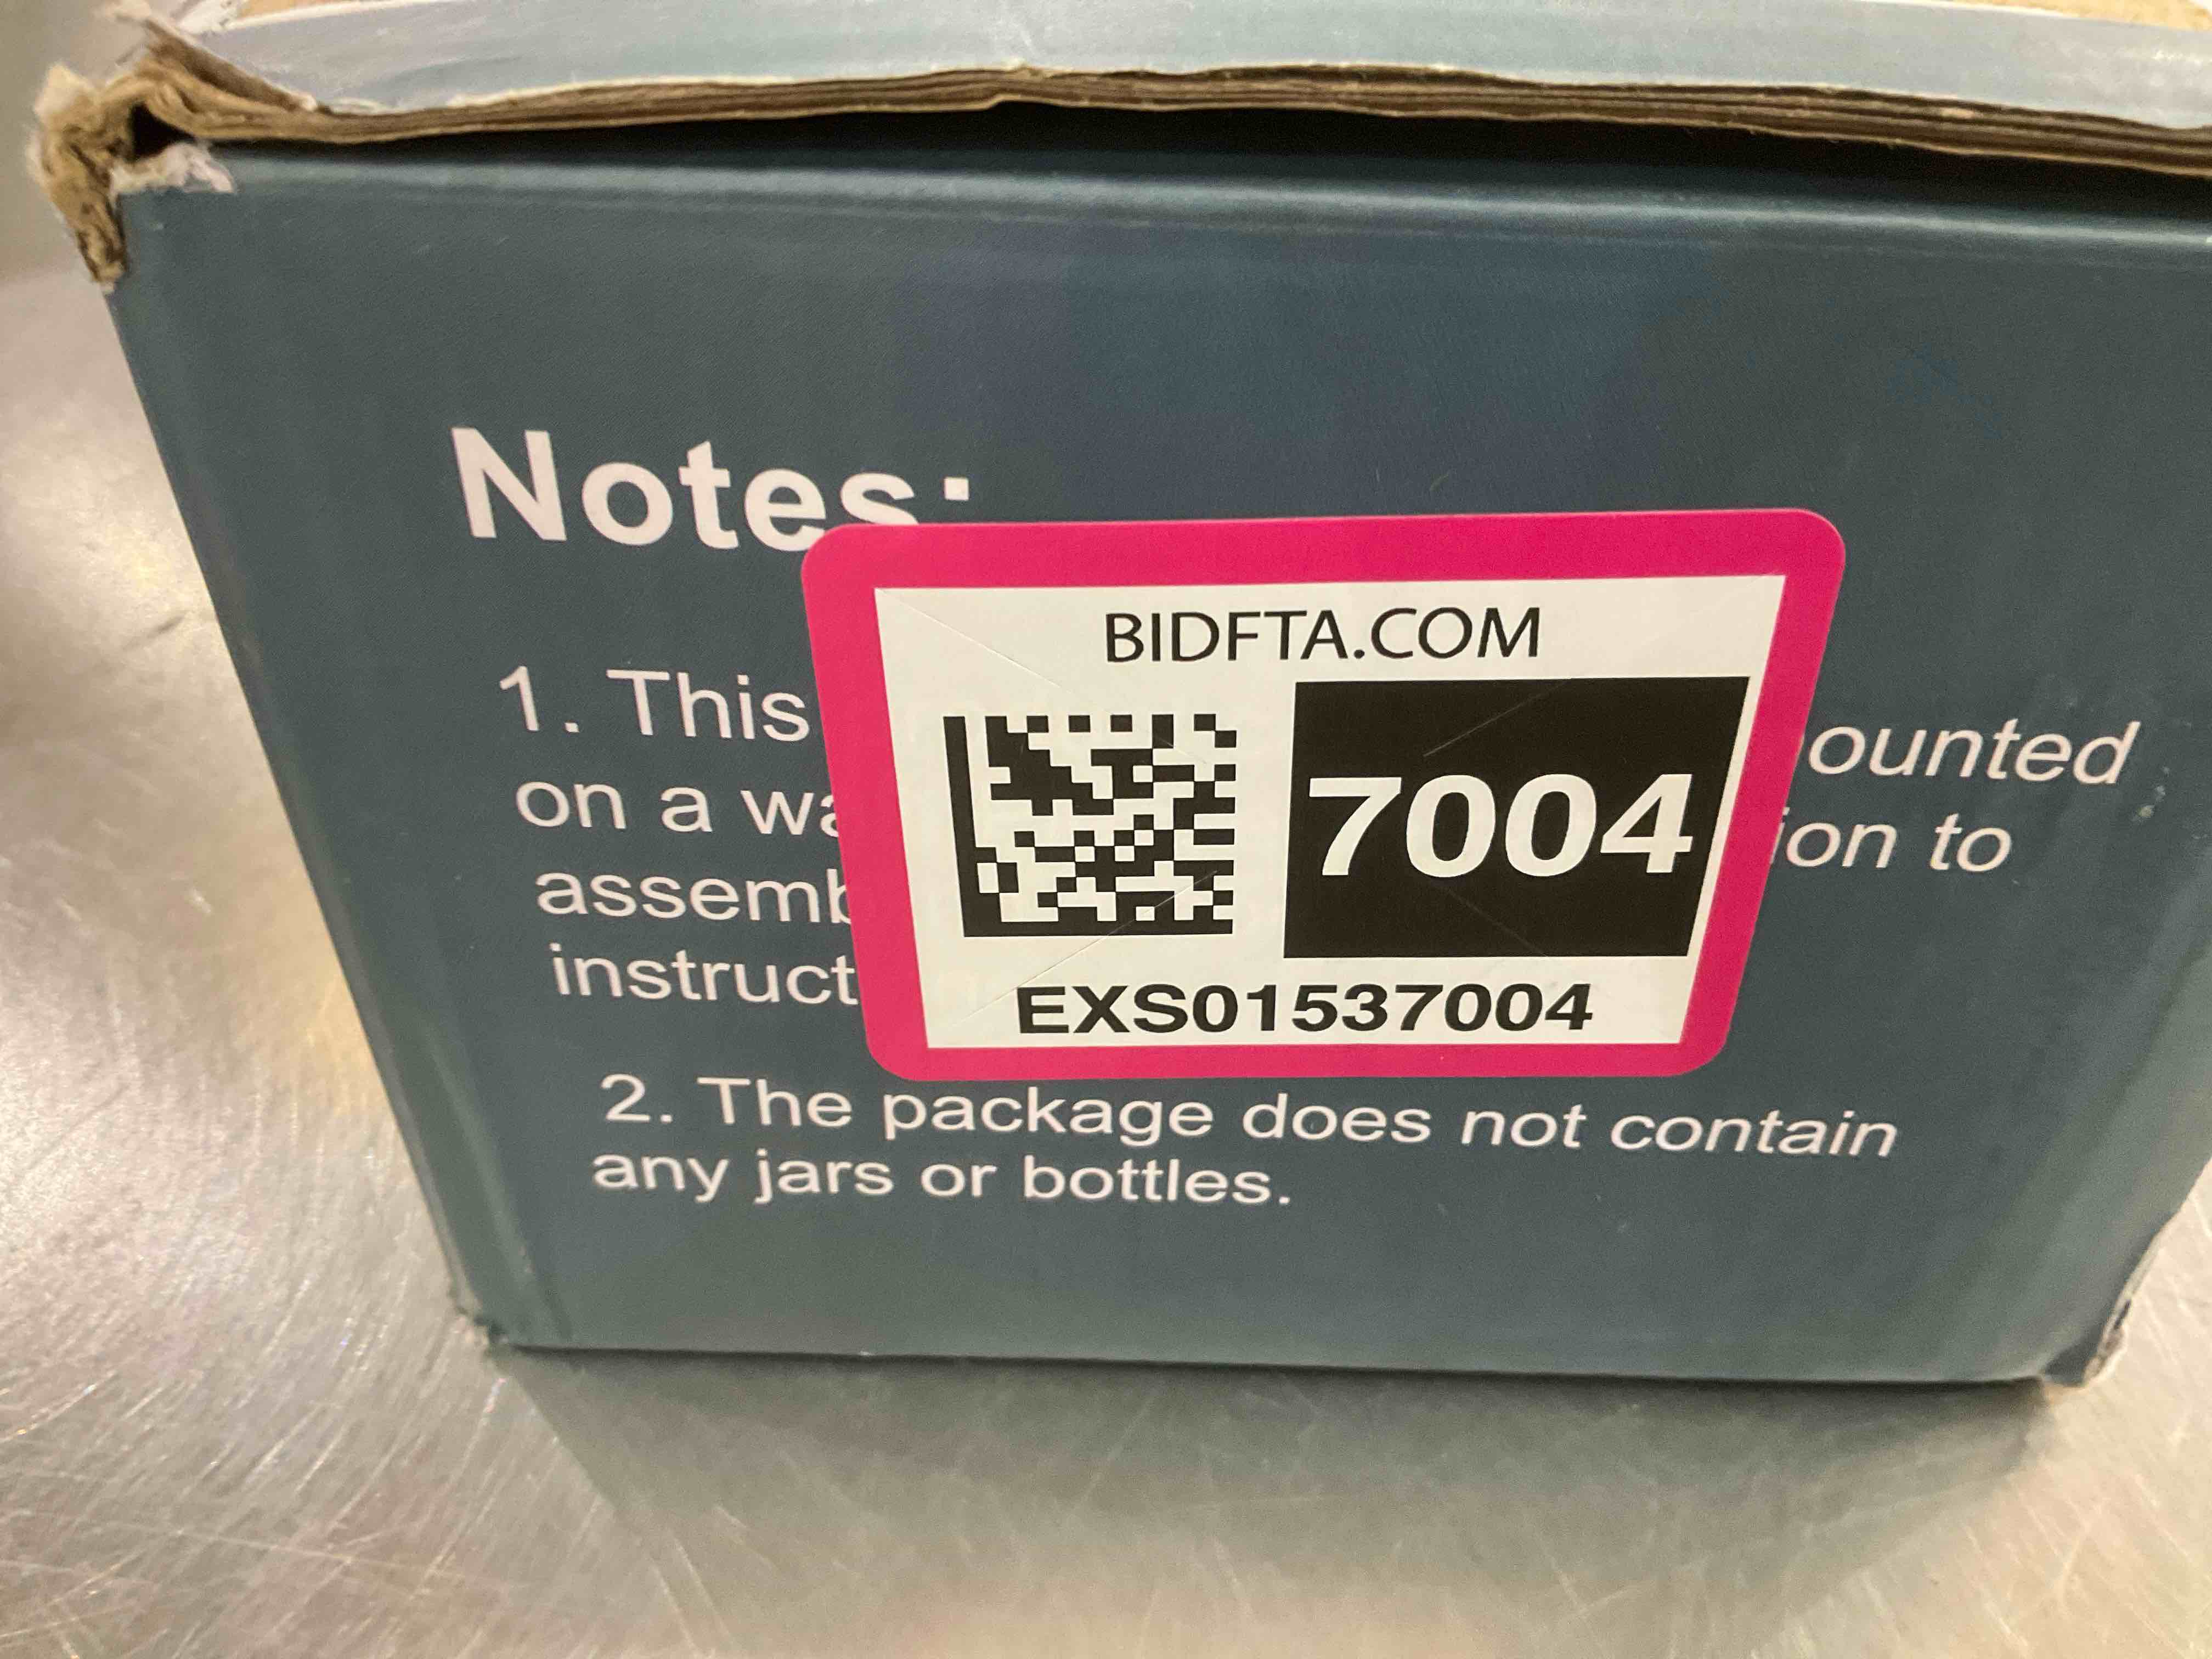 Notes:
1. This
ounted
on a wa
ion to
assemb
instruct
BIDFTA.COM
7004
EXS01537004
2. The package does not contain
any jars or bottles.